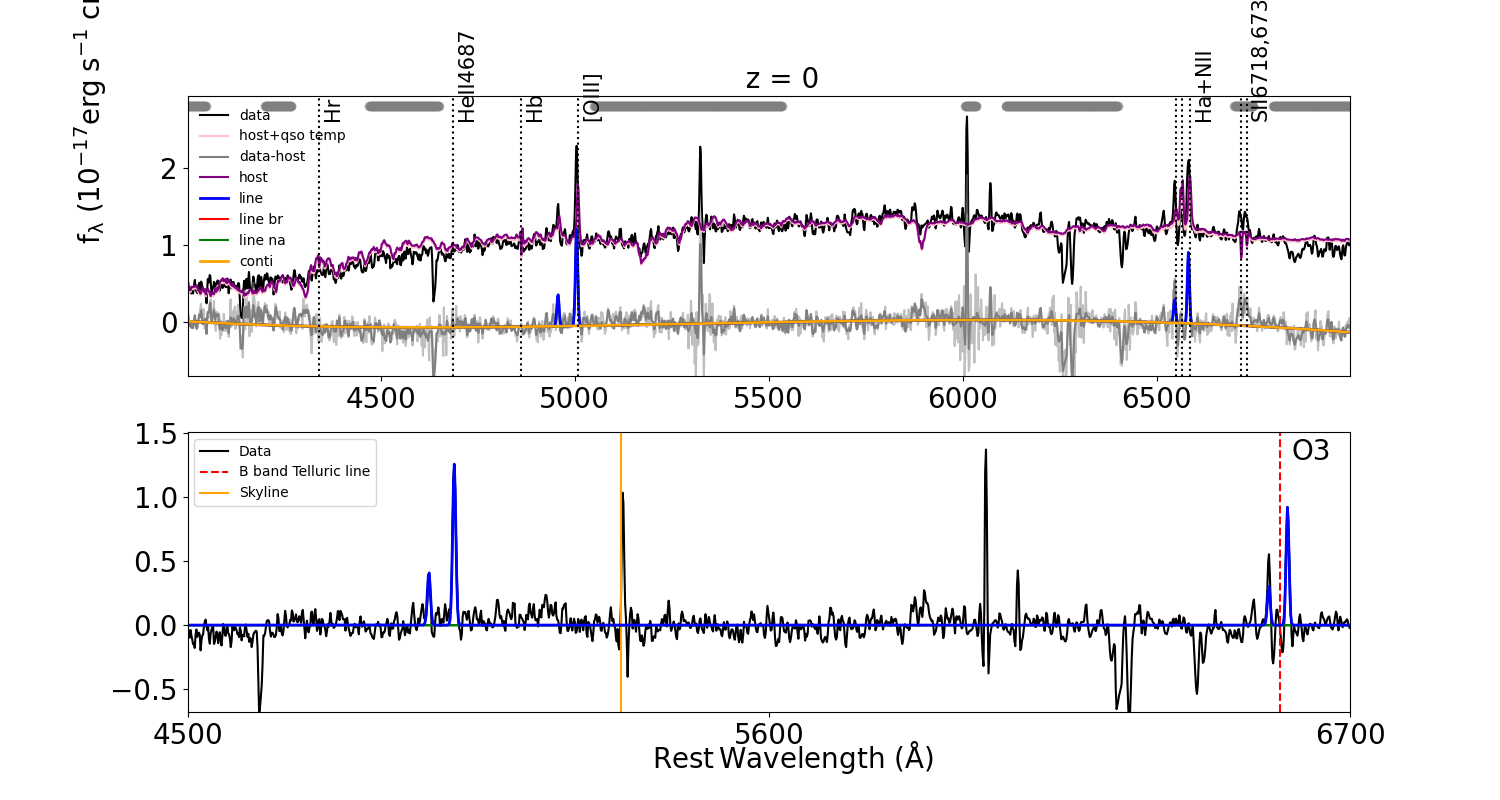 z = 0
fλ (10−17erg s−1 c
Hr
HeII4687
Hb
[OIII]
Ha+NII
SII6718,673
data
host+qso temp
data-host
host
line
line br
line na
conti
2
1
0
4500
5000
5500
6000
6500
1.5
1.0
0.5
0.0
−0.5
Data
B band Telluric line
Skyline
O3
4500
5600
6700
Rest Wavelength (Å)